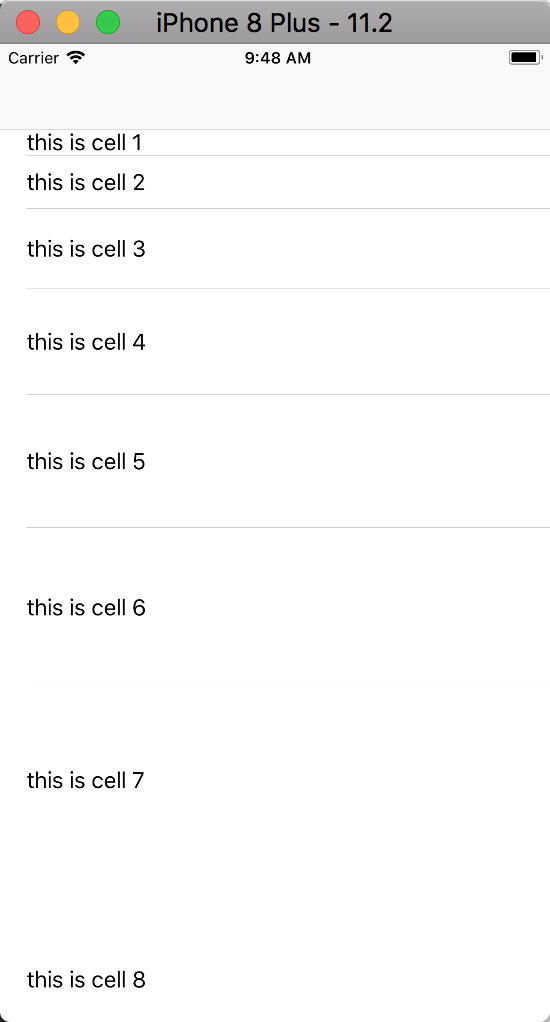 iPhone 8 Plus - 11.2
Carrier 9:48 AM
this is cell 1
this is cell 2
this is cell 3
this is cell 4
this is cell 5
this is cell 6
this is cell 7
this is cell 8